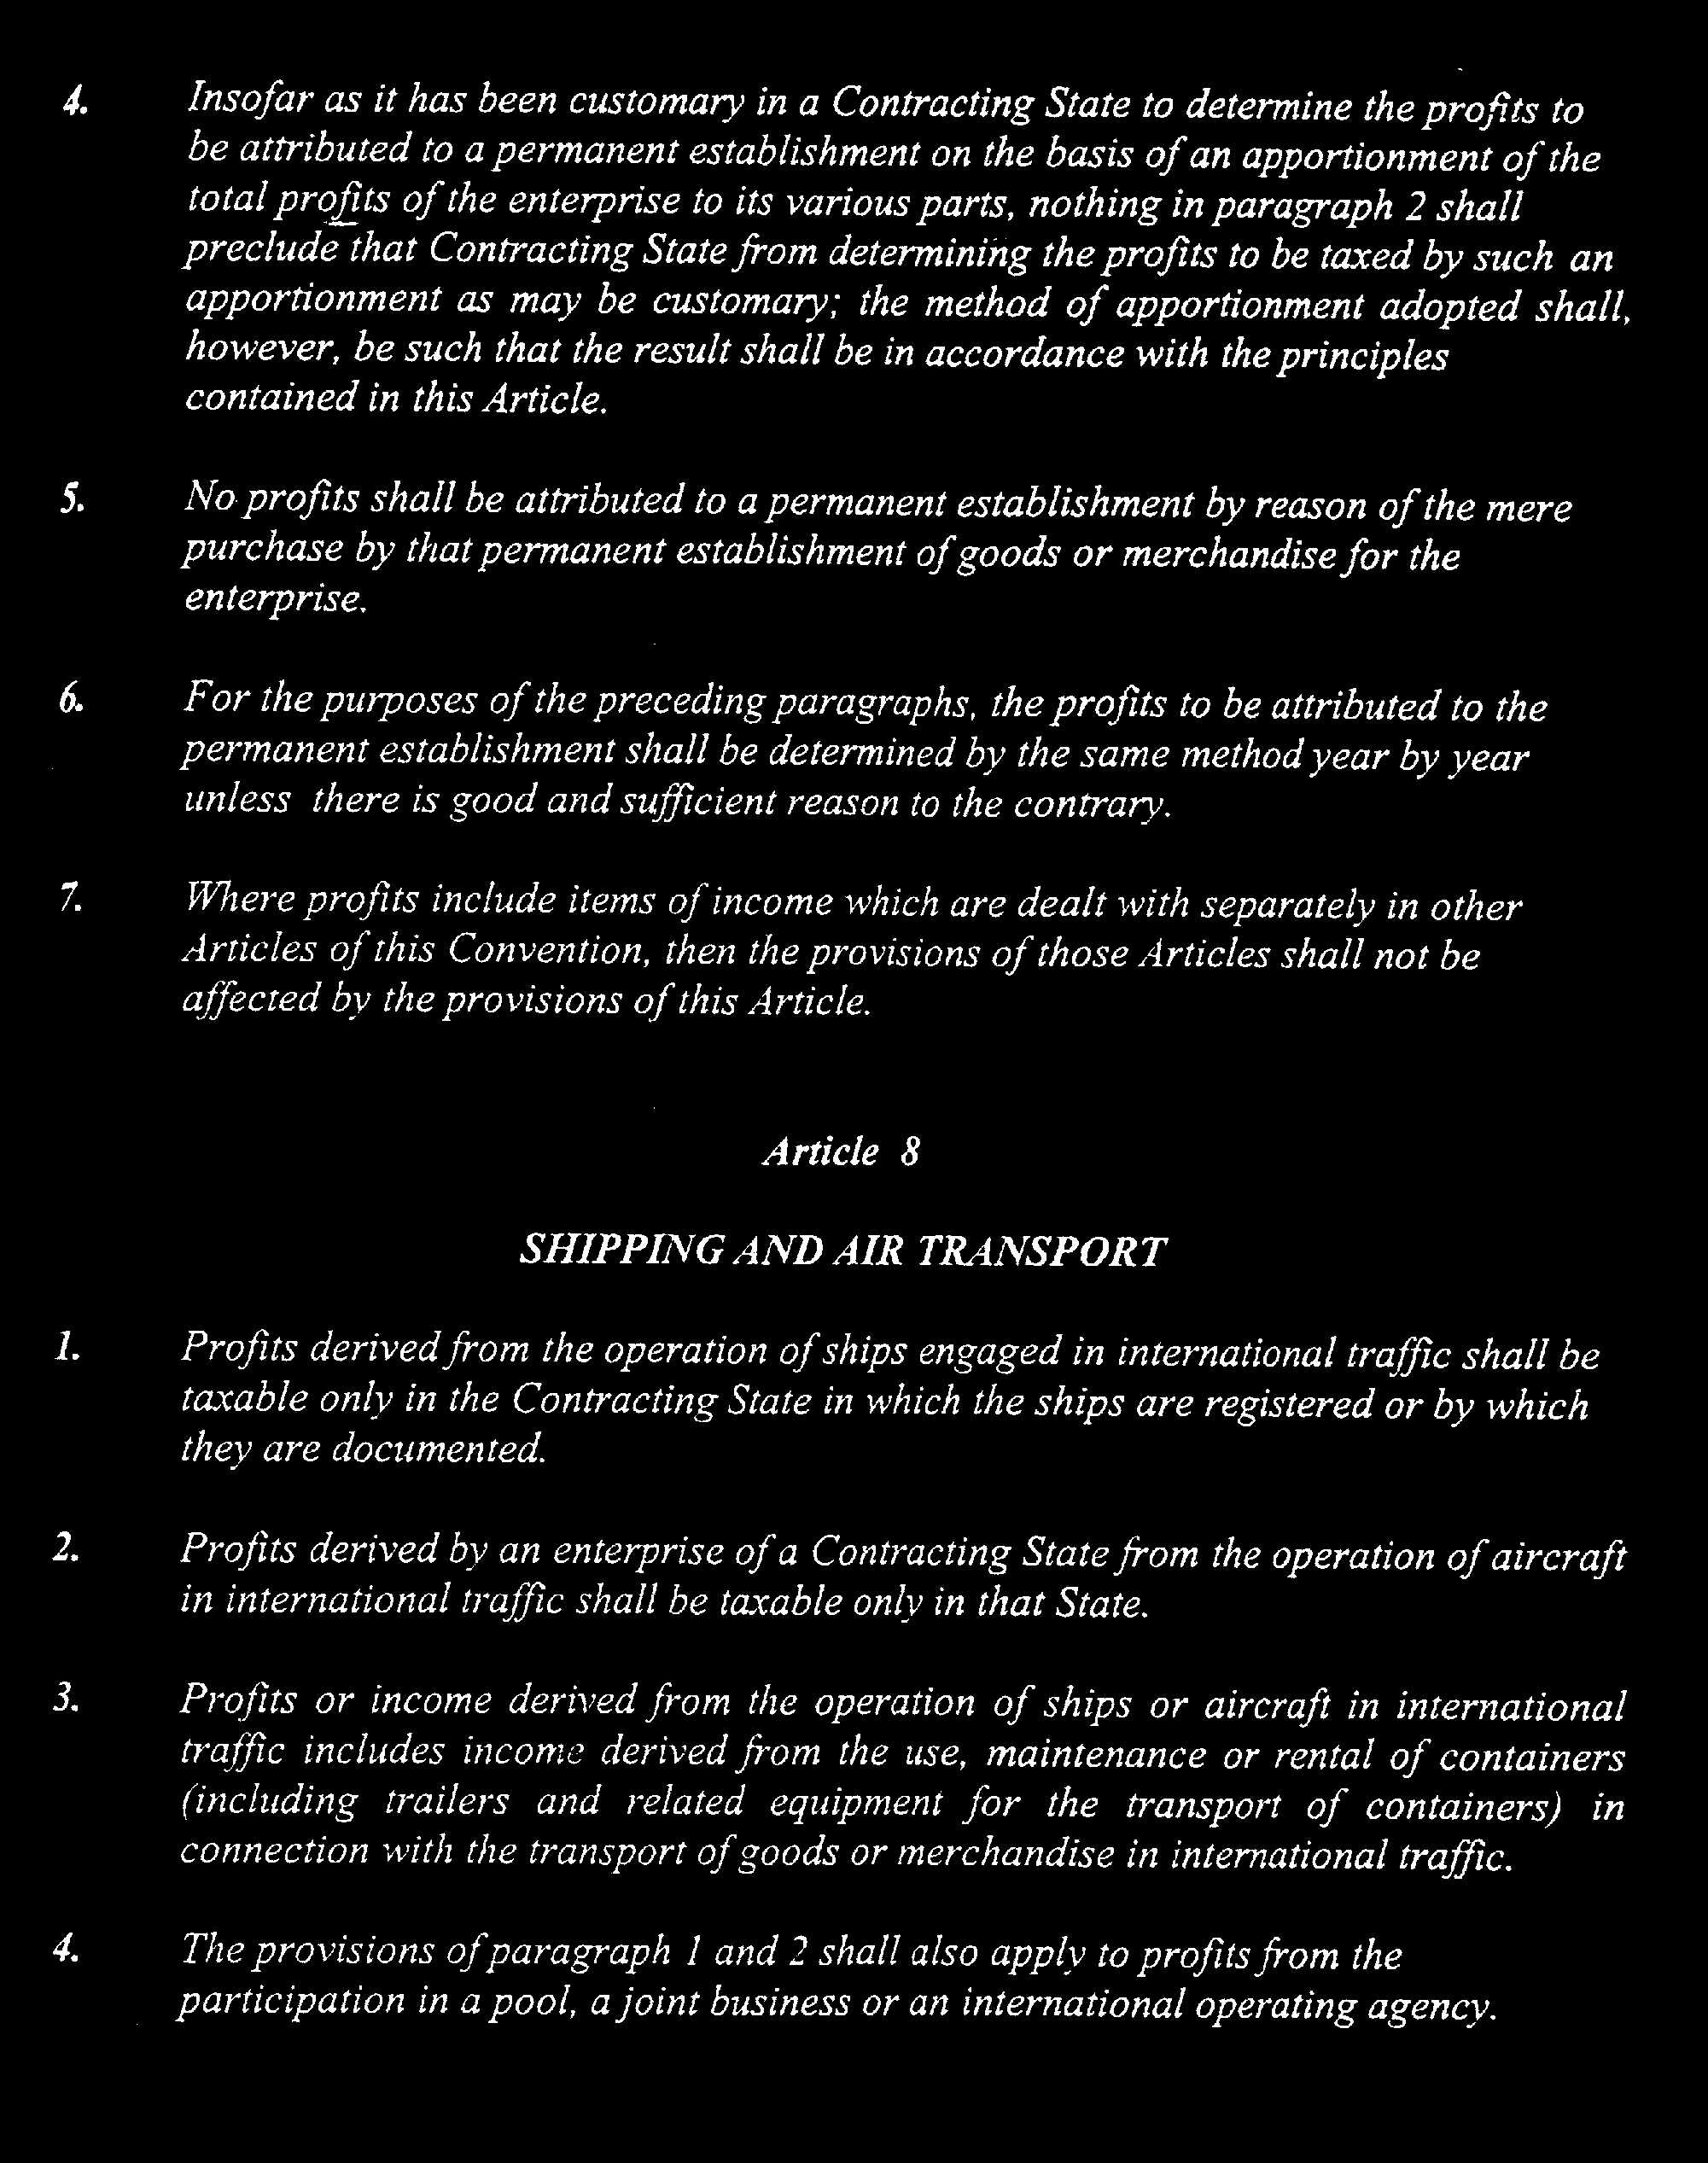 4. Insofar as it has been customary in a Contracting State to determine the profits to
be attributed to a permanent establishment on the basis of an apportionment of the
total profits of the enterprise to its various parts, nothing in paragraph 2 shall
preclude that Contracting State from determining the profits to be taxed by such an
apportionment as may be customary; the method of apportionment adopted shall,
however, be such that the result shall be in accordance with the principles
contained in this Article.
5. No profits shall be attributed to a permanent establishment by reason of the mere
purchase by that permanent establishment of goods or merchandise for the
enterprise.
6. For the purposes of the preceding paragraphs, the profits to be attributed to the
permanent establishment shall be determined by the same method year by year
unless there is good and sufficient reason to the contrary.
7. Where profits include items of income which are dealt with separately in other
Articles of this Convention, then the provisions of those Articles shall not be
affected by the provisions of this Article.
Article 8
SHIPPING AND AIR TRANSPORT
1. Profits derived from the operation of ships engaged in international traffic shall be
taxable only in the Contracting State in which the ships are registered or by which
they are documented.
2. Profits derived by an enterprise of a Contracting State from the operation of aircraft
in international traffic shall be taxable only in that State.
3. Profits or income derived from the operation of ships or aircraft in international
traffic includes income derived from the use, maintenance or rental of containers
(including trailers and related equipment for the transport of containers) in
connection with the transport of goods or merchandise in international traffic.
4. The provisions of paragraph 1 and 2 shall also apply to profits from the
participation in a pool, a joint business or an international operating agency.